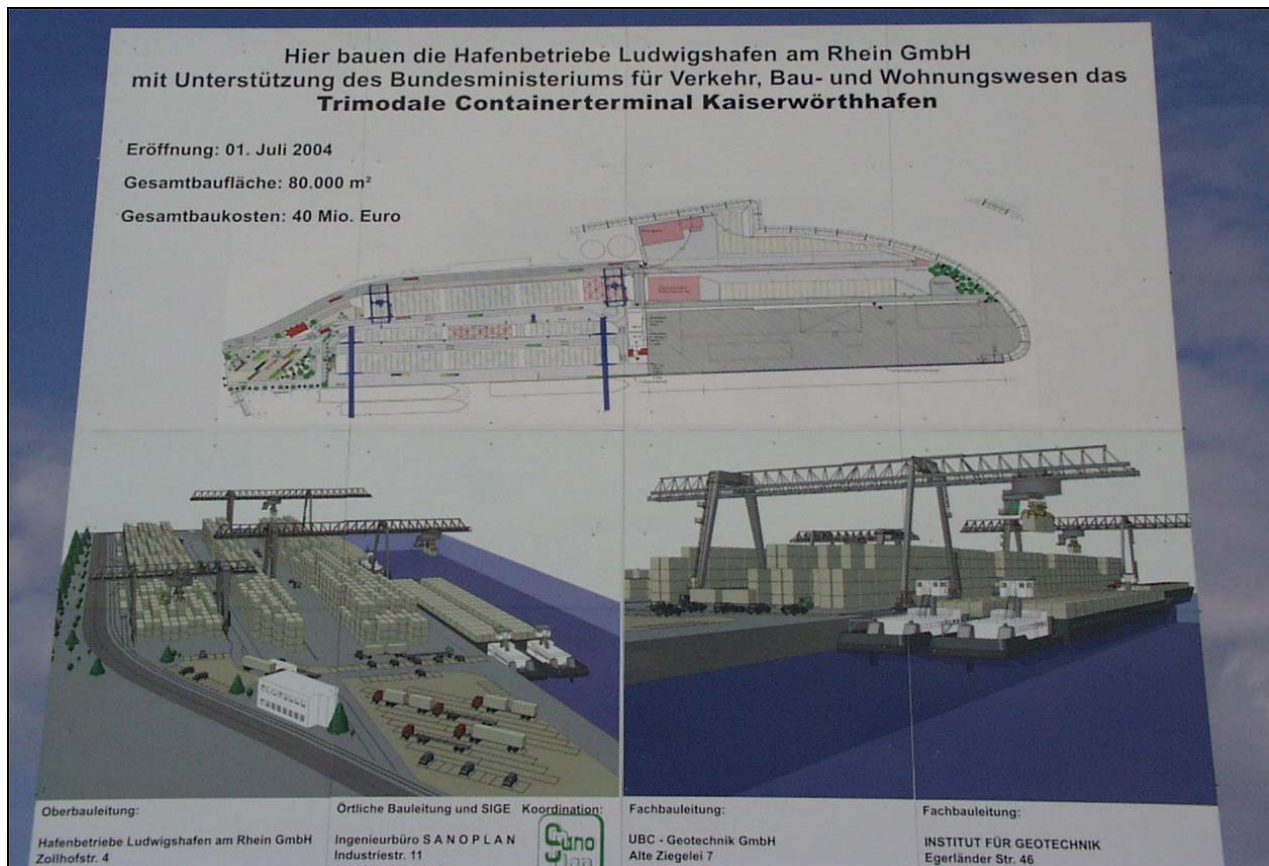 Hier bauen die Hafenbetriebe Ludwigshafen am Rhein GmbH
mit Unterstützung des Bundesministeriums für Verkehr, Bau- und Wohnungswesen das
Trimodale Containerterminal Kaiserwörthhafen
Eröffnung: 01. Juli 2004
Gesamtbaufläche: 80.000 m²
Gesamtbaukosten: 40 Mio. Euro
Oberbauleitung:
Hafenbetriebe Ludwigshafen am Rhein GmbH
Zollhofstr. 4
Örtliche Bauleitung und SIGE Koordination:
Ingenieurbüro S A N O P L A N
Industriestr. 11
Fachbauleitung:
UBC - Geotechnik GmbH
Alte Ziegelei 7
Fachbauleitung:
INSTITUT FÜR GEOTECHNIK
Egerländer Str. 46